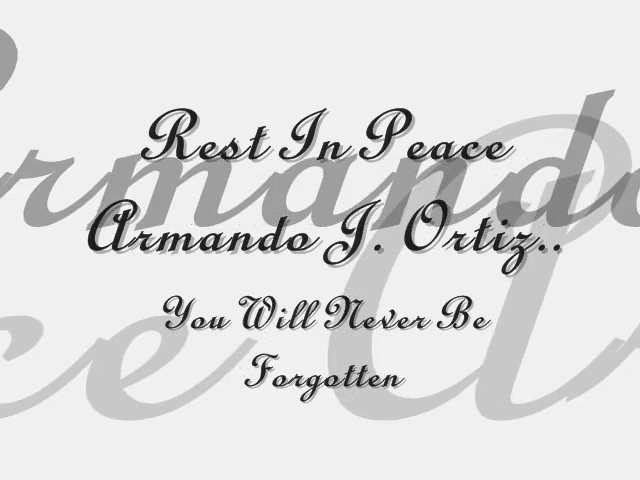 Rest In Peace
Armando J. Ortiz..
You Will Never Be
Forgotten